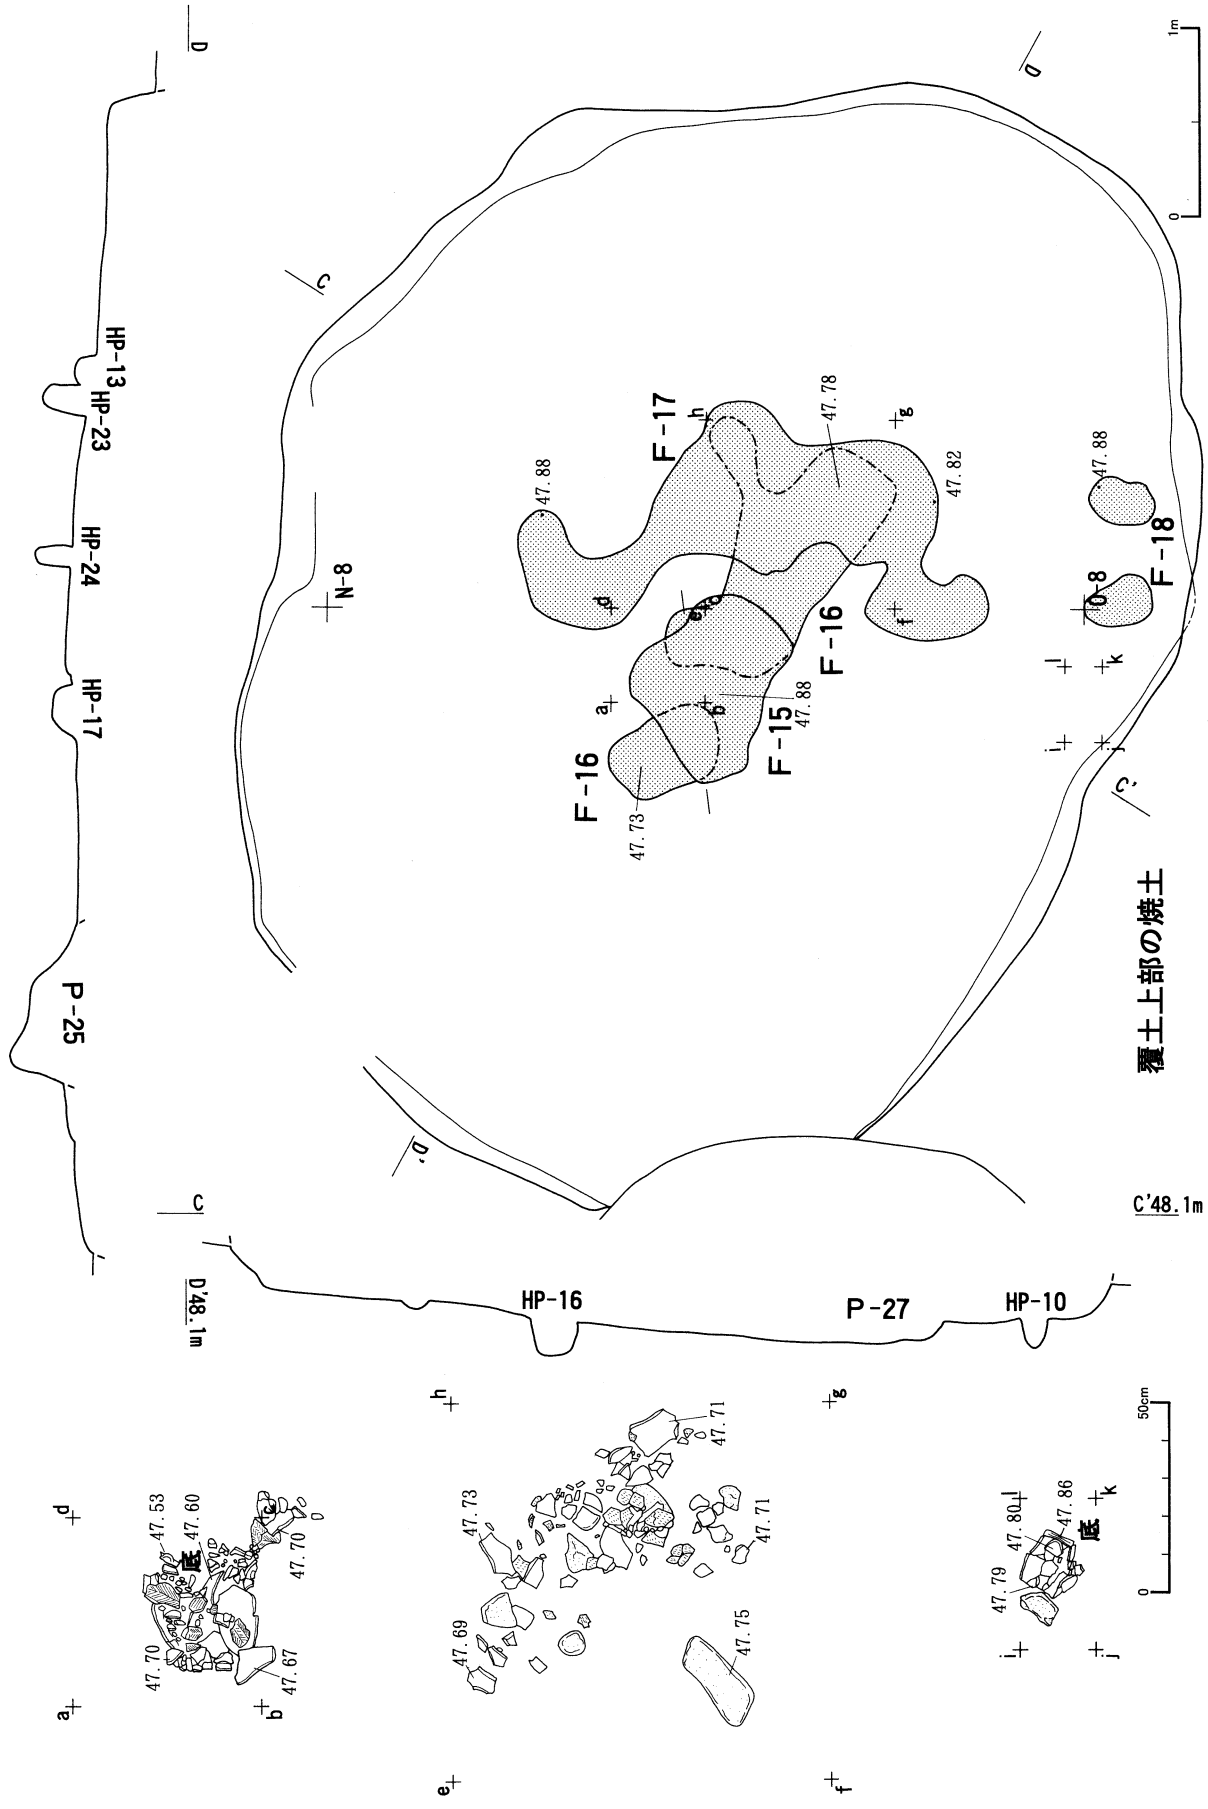 D
D
1m
0
C
HP-13
HP-23
HP-24
HP-17
P-25
N-8
F-17
h
47.78
g
47.88
47.82
47.88
F-18
O-8
d
e
c
f
F-16
l
k
a
b
47.88
F-15
i
j
F-16
47.73
C'
覆土上部の焼土
D'
C
C'48.1m
D'48.1m
HP-16
P-27
HP-10
h
g
50cm
0
47.71
47.73
47.71
47.69
47.75
e
f
d
47.53
47.60
底
c
47.70
47.70
47.67
a
b
l
k
47.80
47.86
底
47.79
i
j